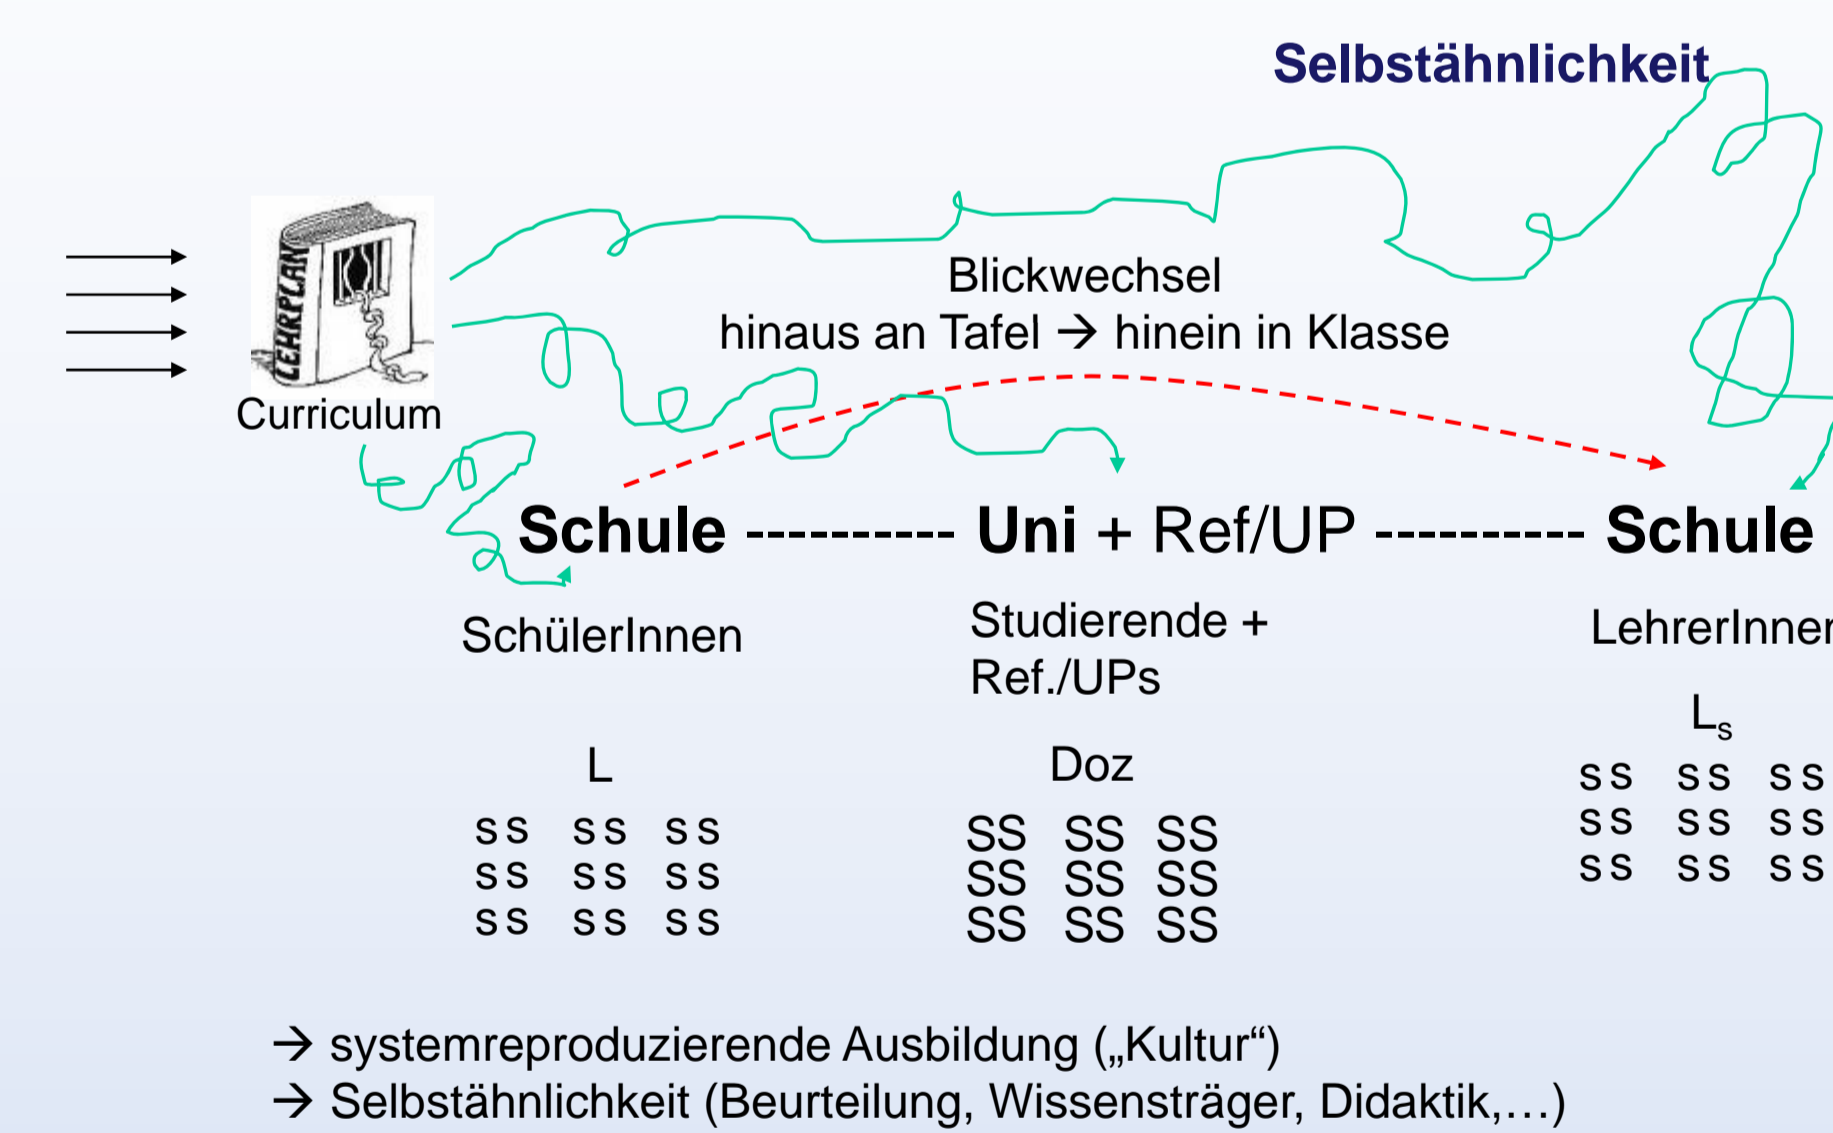 Selbstähnlichkeit
LEHRPLAN
Curriculum
Blickwechsel
hinaus an Tafel → hinein in Klasse
Schule ---------- Uni + Ref/UP ---------- Schule
SchülerInnen
Studierende +
Ref./UPs
LehrerInnen
L
Doz
Ls
ss ss ss
ss ss ss
ss ss ss
SS SS SS
SS SS SS
SS SS SS
ss ss ss
ss ss ss
ss ss ss
→ systemreproduzierende Ausbildung („Kultur“)
→ Selbstähnlichkeit (Beurteilung, Wissensträger, Didaktik,…)